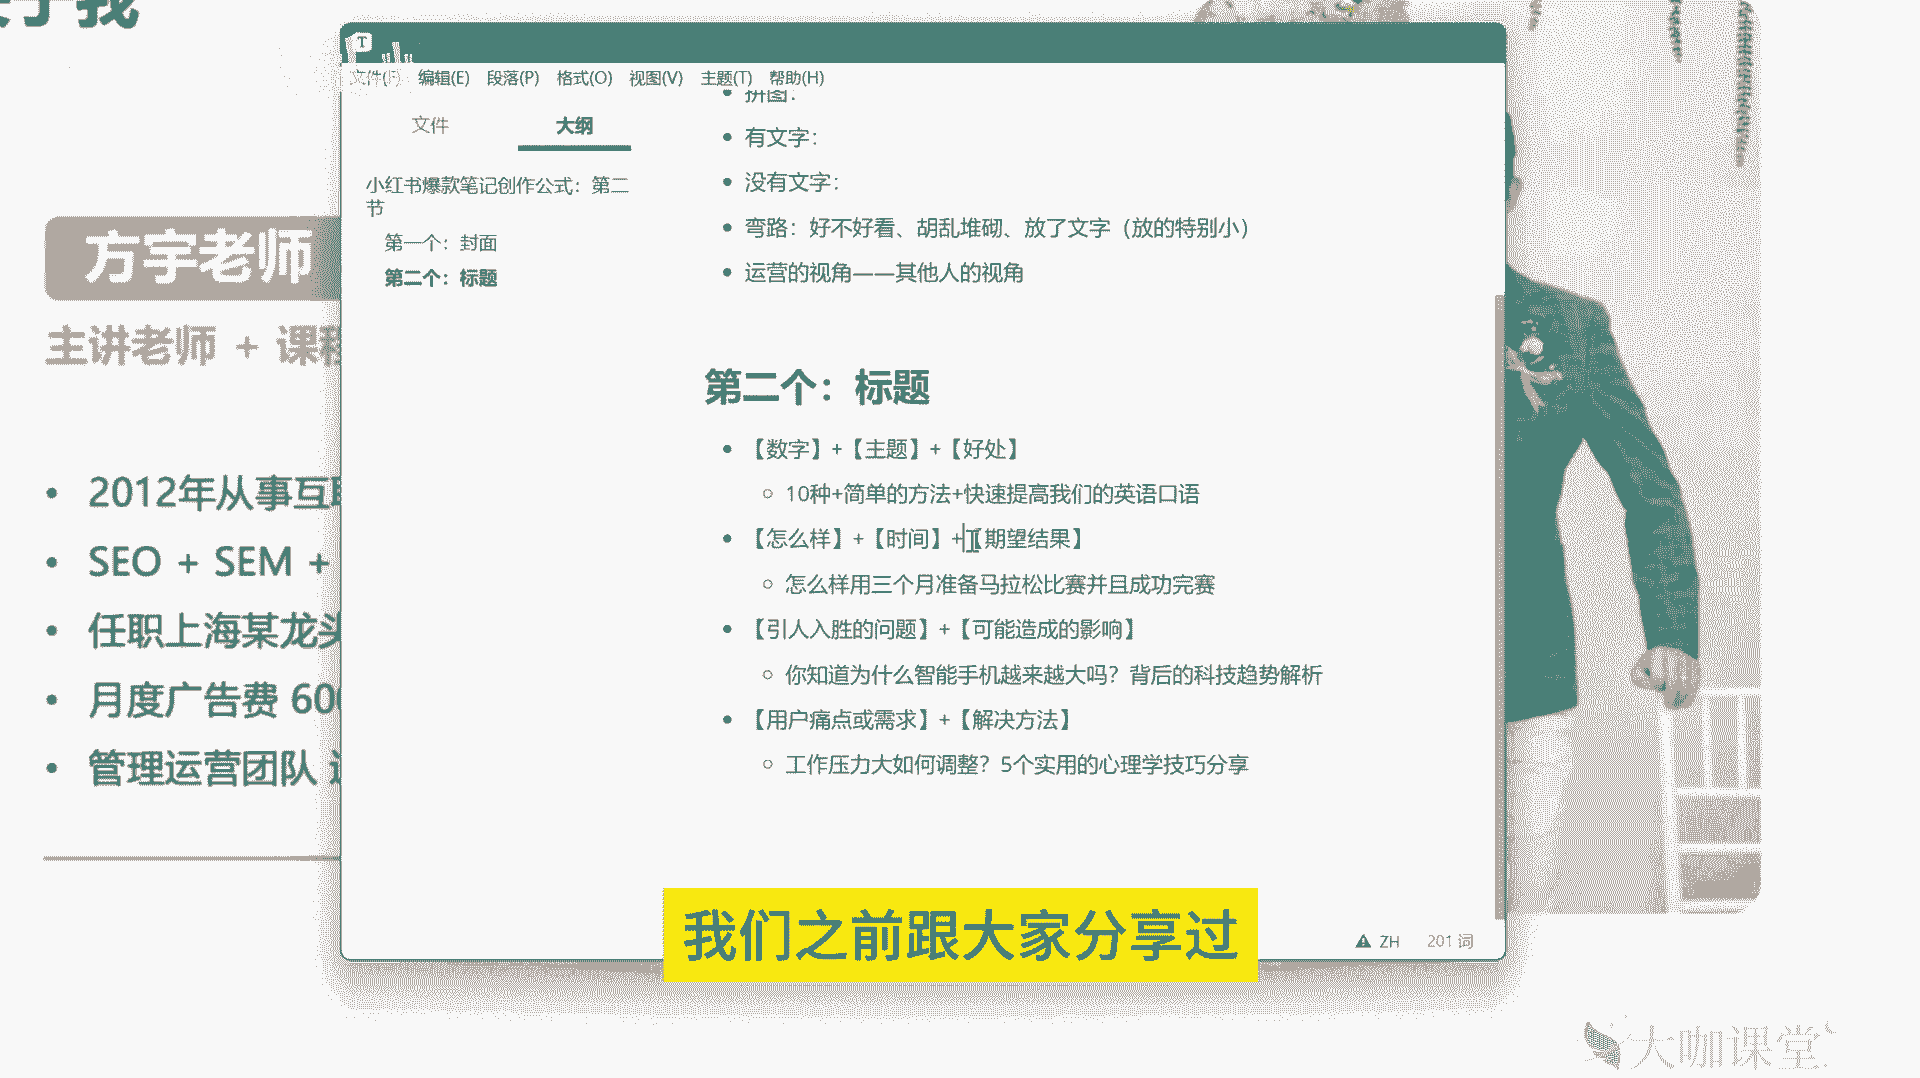 方宇老师
主讲老师 + 课程
2012年从事互
SEO + SEM +
任职上海某龙头
月度广告费 60
管理运营团队
T
文件(F) 编辑(E) 段落(P) 格式(O) 视图(V) 主题(T) 帮助(H)
文件 大纲
小红书爆款笔记创作公式：第二
节
第一个：封面
第二个：标题
拼图：
有文字：
没有文字：
弯路：好不好看、胡乱堆砌、放了文字（放的特别小）
运营的视角——其他人的视角
第二个：标题
【数字】+【主题】+【好处】
10种+简单的方法+快速提高我们的英语口语
【怎么样】+【时间】+【期望结果】
怎么样用三个月准备马拉松比赛并且成功完赛
【引人入胜的问题】+【可能造成的影响】
你知道为什么智能手机越来越大吗？背后的科技趋势解析
【用户痛点或需求】+【解决方法】
工作压力大如何调整？5个实用的心理学技巧分享
ZH 201 词
我们之前跟大家分享过
大咖课堂